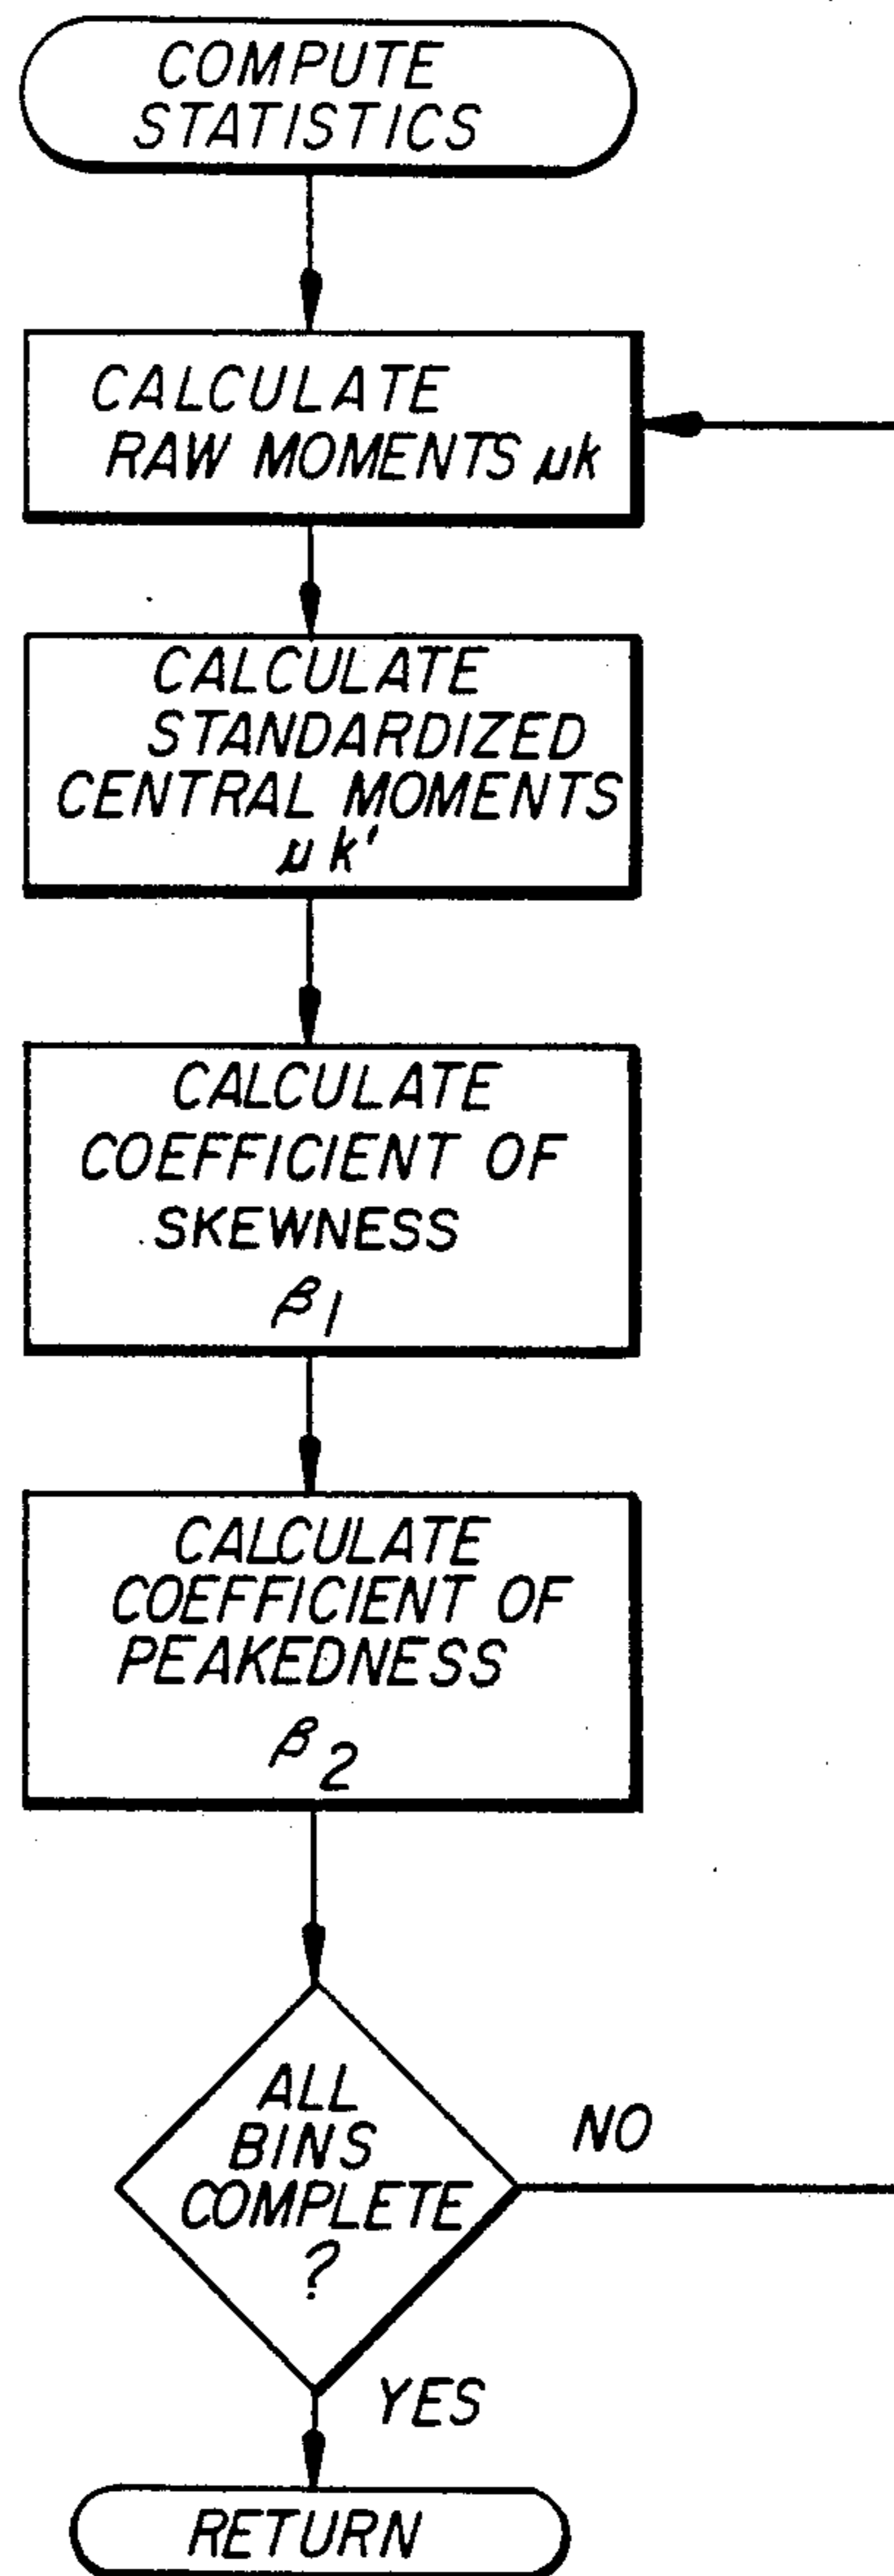 COMPUTE
STATISTICS
CALCULATE
RAW MOMENTS μk
CALCULATE
STANDARDIZED
CENTRAL MOMENTS
μ k'
CALCULATE
COEFFICIENT OF
SKEWNESS
β1
CALCULATE
COEFFICIENT OF
PEAKEDNESS
β2
ALL
BINS
COMPLETE
?
NO
YES
RETURN